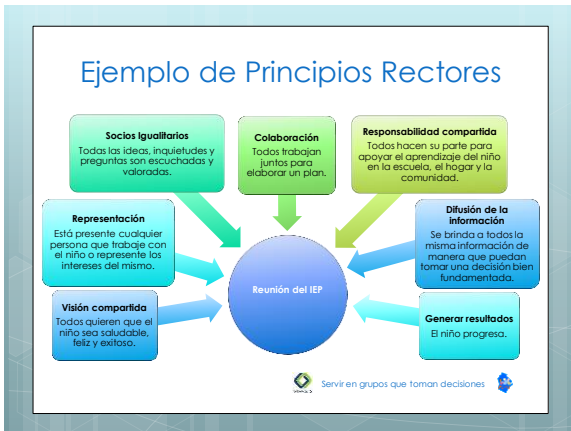 Ejemplo de Principios Rectores
Socios Igualitarios
Todas las ideas, inquietudes y
preguntas son escuchadas y
valoradas.
Colaboración
Todos trabajan
juntos para
elaborar un plan.
Responsabilidad compartida
Todos hacen su parte para
apoyar el aprendizaje del niño
en la escuela, el hogar y la
comunidad.
Representación
Está presente cualquier
persona que trabaje con
el niño o represente los
intereses del mismo.
Difusión de la
información
Se brinda a todos la
misma información de
manera que puedan
tomar una decisión bien
fundamentada.
Visión compartida
Todos quieren que el
niño sea saludable,
feliz y exitoso.
Reunión del IEP
Generar resultados
El niño progresa.
Servir en grupos que toman decisiones